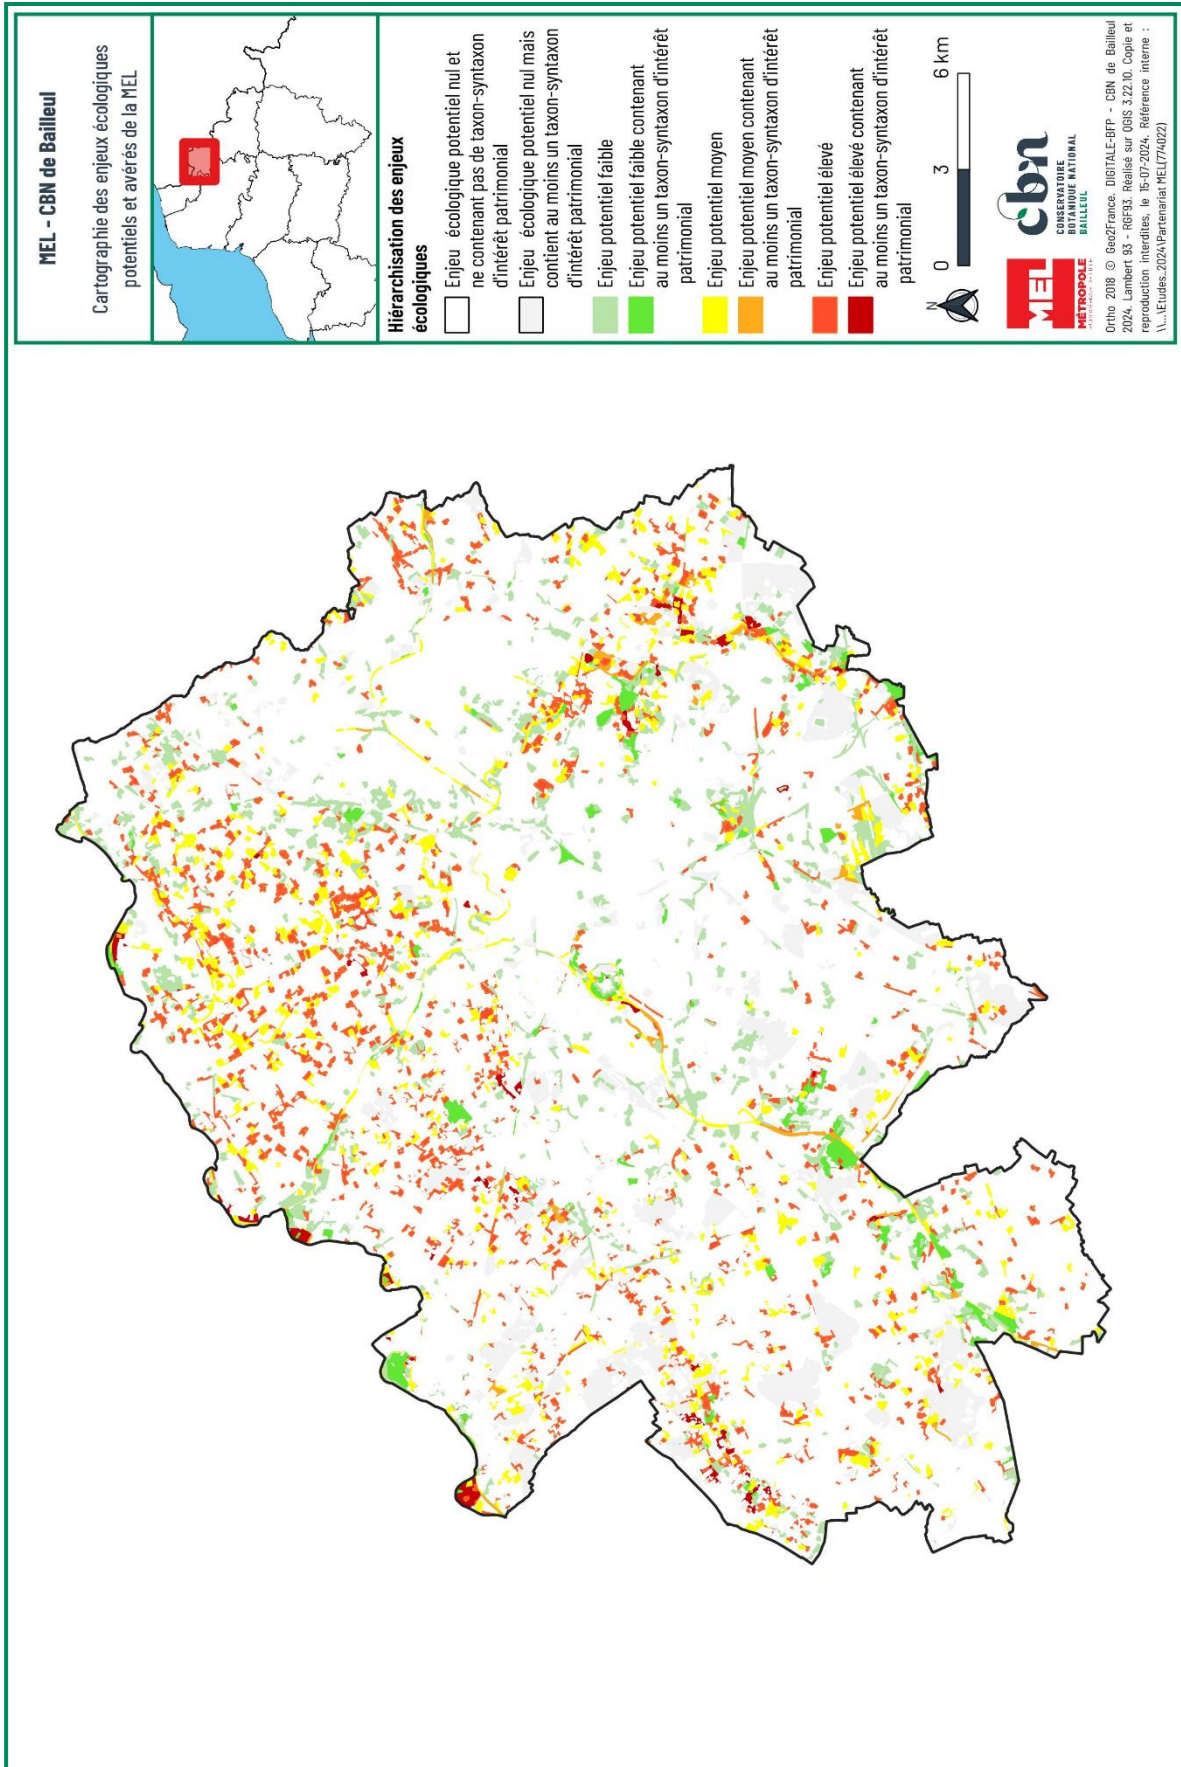 MEL - CBN de Bailleul
Cartographie des enjeux écologiques
potentiels et avérés de la MEL
Hiérarchisation des enjeux
écologiques
Enjeu écologique potentiel nul et
ne contenant pas de taxon-syntaxon
d'intérêt patrimonial
Enjeu écologique potentiel nul mais
contient au moins un taxon-syntaxon
d'intérêt patrimonial
Enjeu potentiel faible
Enjeu potentiel faible contenant
au moins un taxon-syntaxon d'intérêt
patrimonial
Enjeu potentiel moyen
Enjeu potentiel moyen contenant
au moins un taxon-syntaxon d'intérêt
patrimonial
Enjeu potentiel élevé
Enjeu potentiel élevé contenant
au moins un taxon-syntaxon d'intérêt
patrimonial
N
0 3 6 km
MEL
MÉTROPOLE
cbn
CONSERVATOIRE
BOTANIQUE NATIONAL
BAILLEUL
Ortho 2018 © Geo2France. DIGITALE-BFP - CBN de Bailleul
2024. Lambert 93 - RGF93. Réalisé sur QGIS 3.22.10. Copie et
reproduction interdites, le 15-07-2024. Référence interne :
\\...\Etudes_2024\Partenariat MEL(774022)